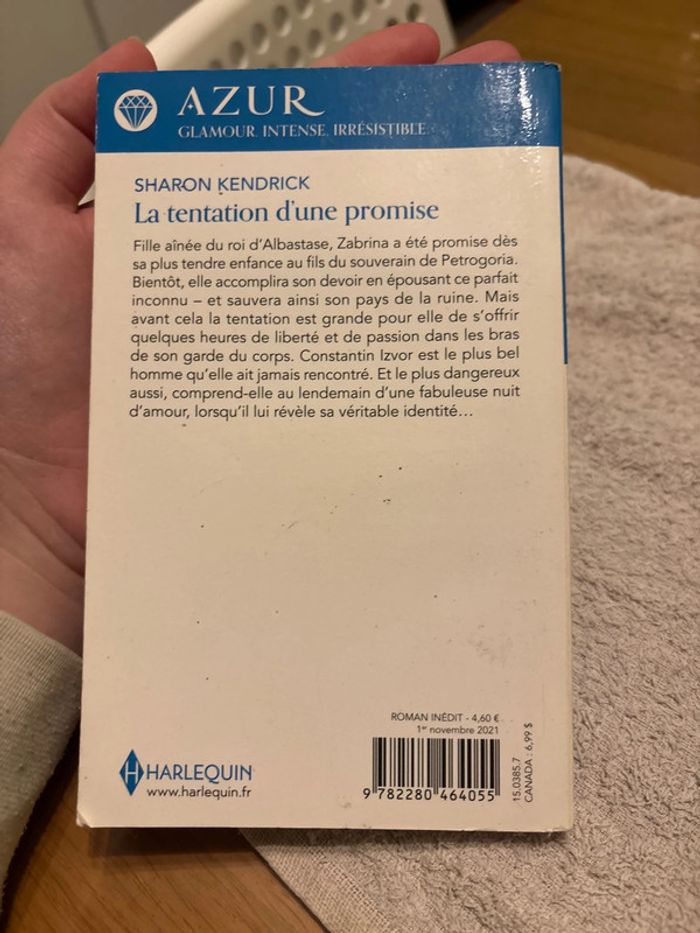 AZUR
GLAMOUR. INTENSE. IRRÉSISTIBLE.
SHARON KENDRICK
La tentation d'une promise
Fille aînée du roi d'Albastase, Zabrina a été promise dès
sa plus tendre enfance au fils du souverain de Petrogoria.
Bientôt, elle accomplira son devoir en épousant ce parfait
inconnu – et sauvera ainsi son pays de la ruine. Mais
avant cela la tentation est grande pour elle de s'offrir
quelques heures de liberté et de passion dans les bras
de son garde du corps. Constantin Izvor est le plus bel
homme qu'elle ait jamais rencontré. Et le plus dangereux
aussi, comprend-elle au lendemain d'une fabuleuse nuit
d'amour, lorsqu'il lui révèle sa véritable identité…
ROMAN INÉDIT - 4,60 €
1er novembre 2021
9 782280 464055
15.0385.7
CANADA : 6,99 $
H HARLEQUIN
www.harlequin.fr